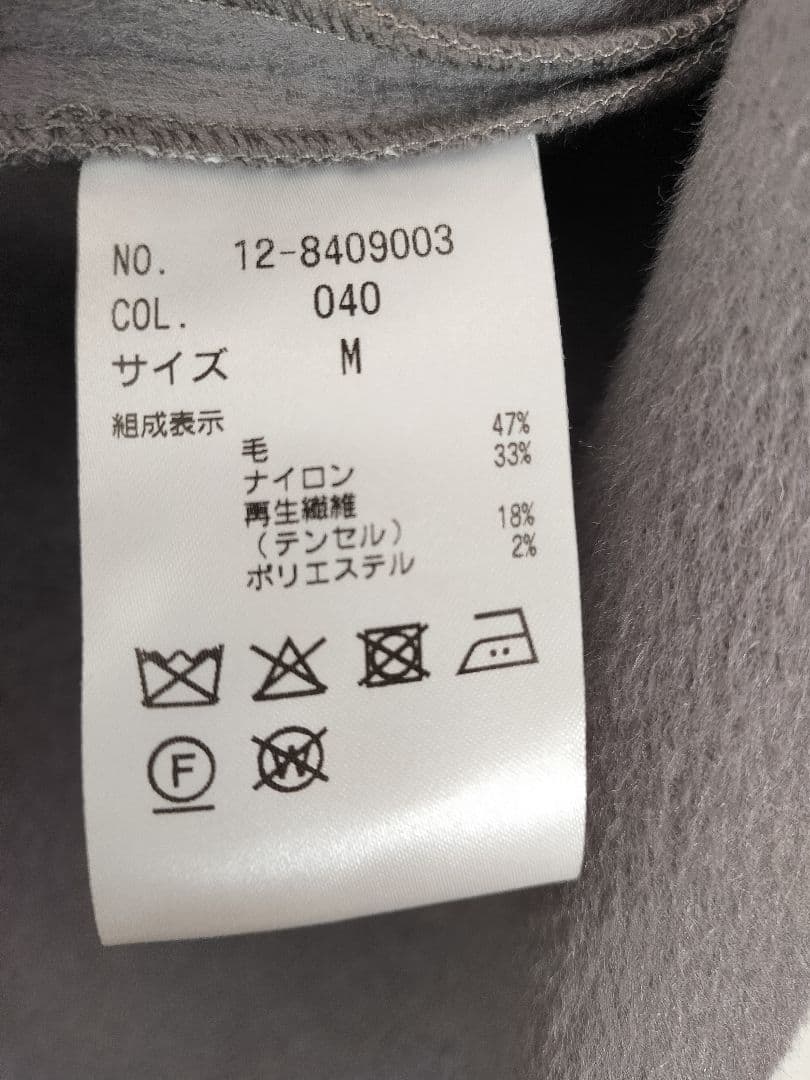 NO. 12-8409003
COL. 040
サイズ M
組成表示
毛 47%
ナイロン 33%
再生繊維
（テンセル） 18%
ポリエステル 2%
F W